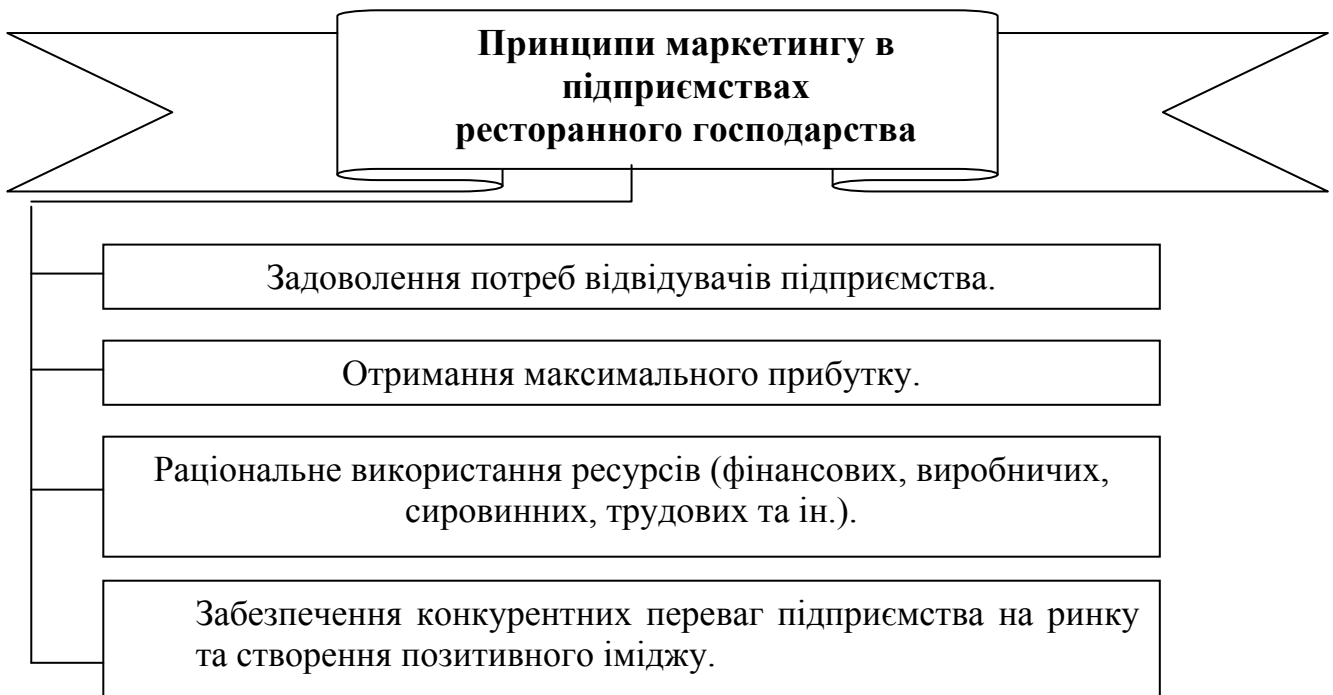 Принципи маркетингу в
підприємствах
ресторанного господарства
Задоволення потреб відвідувачів підприємства.
Отримання максимального прибутку.
Раціональне використання ресурсів (фінансових, виробничих,
сировинних, трудових та ін.).
Забезпечення конкурентних переваг підприємства на ринку
та створення позитивного іміджу.